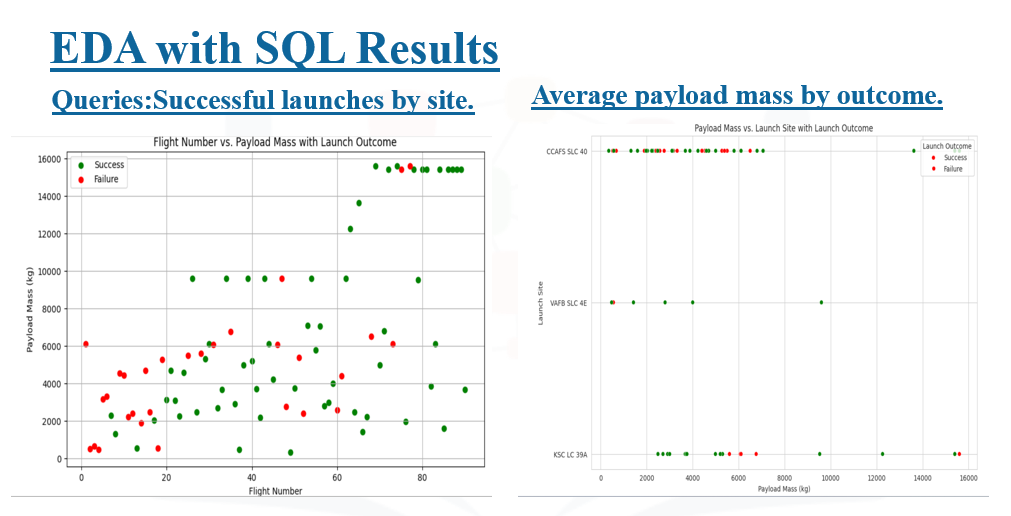 EDA with SQL Results
Queries:Successful launches by site.
Flight Number vs. Payload Mass with Launch Outcome
Success
Failure
16000
14000
12000
10000
8000
6000
4000
2000
0
Payload Mass (kg)
0 20 40 60 80
Flight Number
Average payload mass by outcome.
Payload Mass vs. Launch Site with Launch Outcome
Launch Outcome
Success
Failure
CCAFS SLC 40
VAFB SLC 4E
KSC LC 39A
Launch Site
0 2000 4000 6000 8000 10000 12000 14000 16000
Payload Mass (kg)